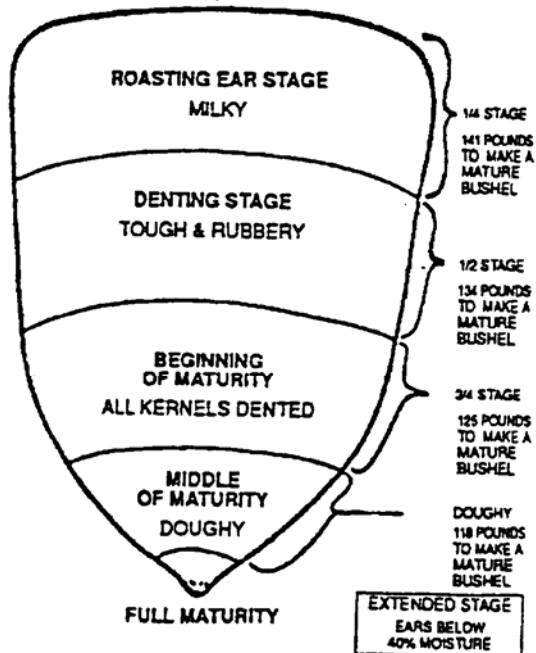 ROASTING EAR STAGE
MILKY
1/4 STAGE
141 POUNDS
TO MAKE A
MATURE
BUSHEL
DENTING STAGE
TOUGH & RUBBERY
1/2 STAGE
134 POUNDS
TO MAKE A
MATURE
BUSHEL
BEGINNING
OF MATURITY
ALL KERNELS DENTED
3/4 STAGE
125 POUNDS
TO MAKE A
MATURE
BUSHEL
MIDDLE
OF MATURITY
DOUGHY
DOUGHY
118 POUNDS
TO MAKE A
MATURE
BUSHEL
FULL MATURITY
EXTENDED STAGE
EARS BELOW
40% MOISTURE